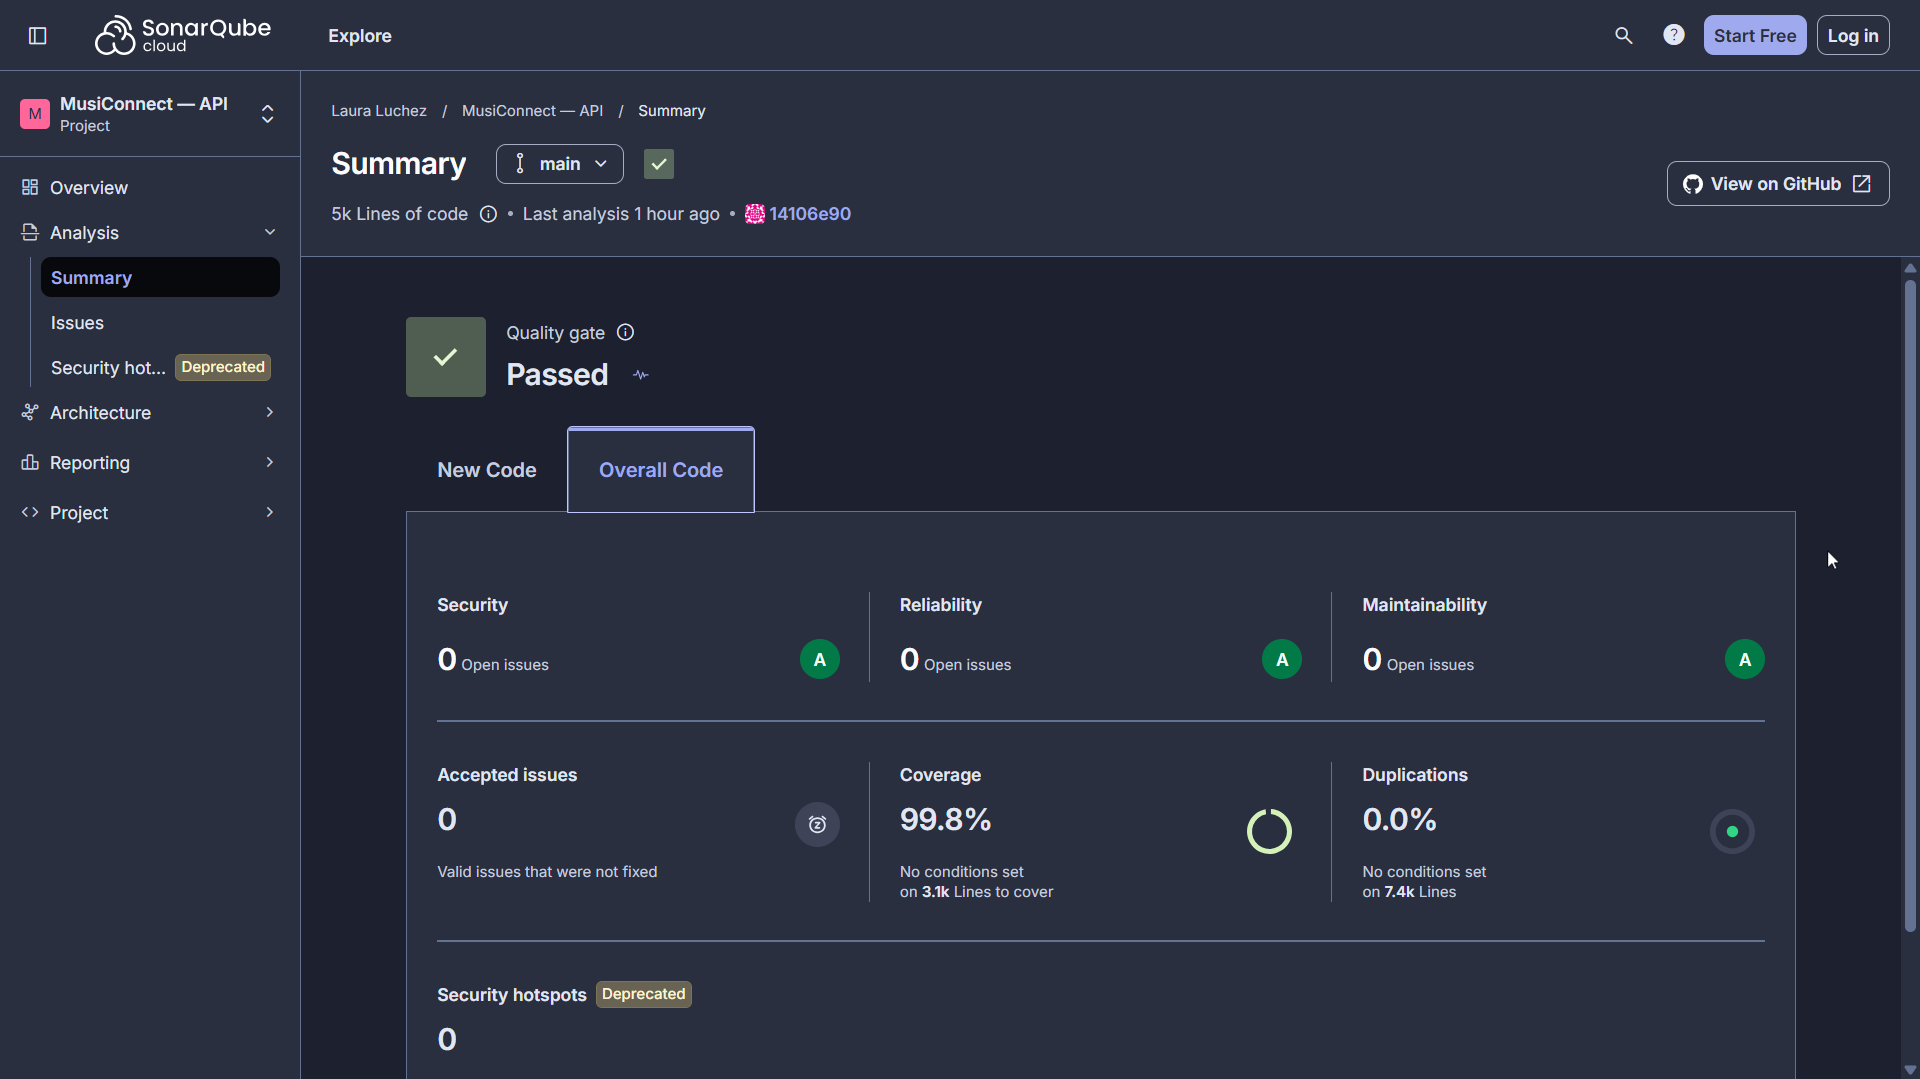 SonarQube
cloud
Explore
?
Start Free
Log in
M
MusiConnect — API
Project
Overview
Analysis
Summary
Issues
Security hot... Deprecated
Architecture
Reporting
Project
Laura Luchez / MusiConnect — API / Summary
Summary
main
5k Lines of code • Last analysis 1 hour ago • 14106e90
View on GitHub
Quality gate
Passed
New Code
Overall Code
Security
0 Open issues
A
Reliability
0 Open issues
A
Maintainability
0 Open issues
A
Accepted issues
0
Valid issues that were not fixed
Coverage
99.8%
No conditions set
on 3.1k Lines to cover
Duplications
0.0%
No conditions set
on 7.4k Lines
Security hotspots Deprecated
0